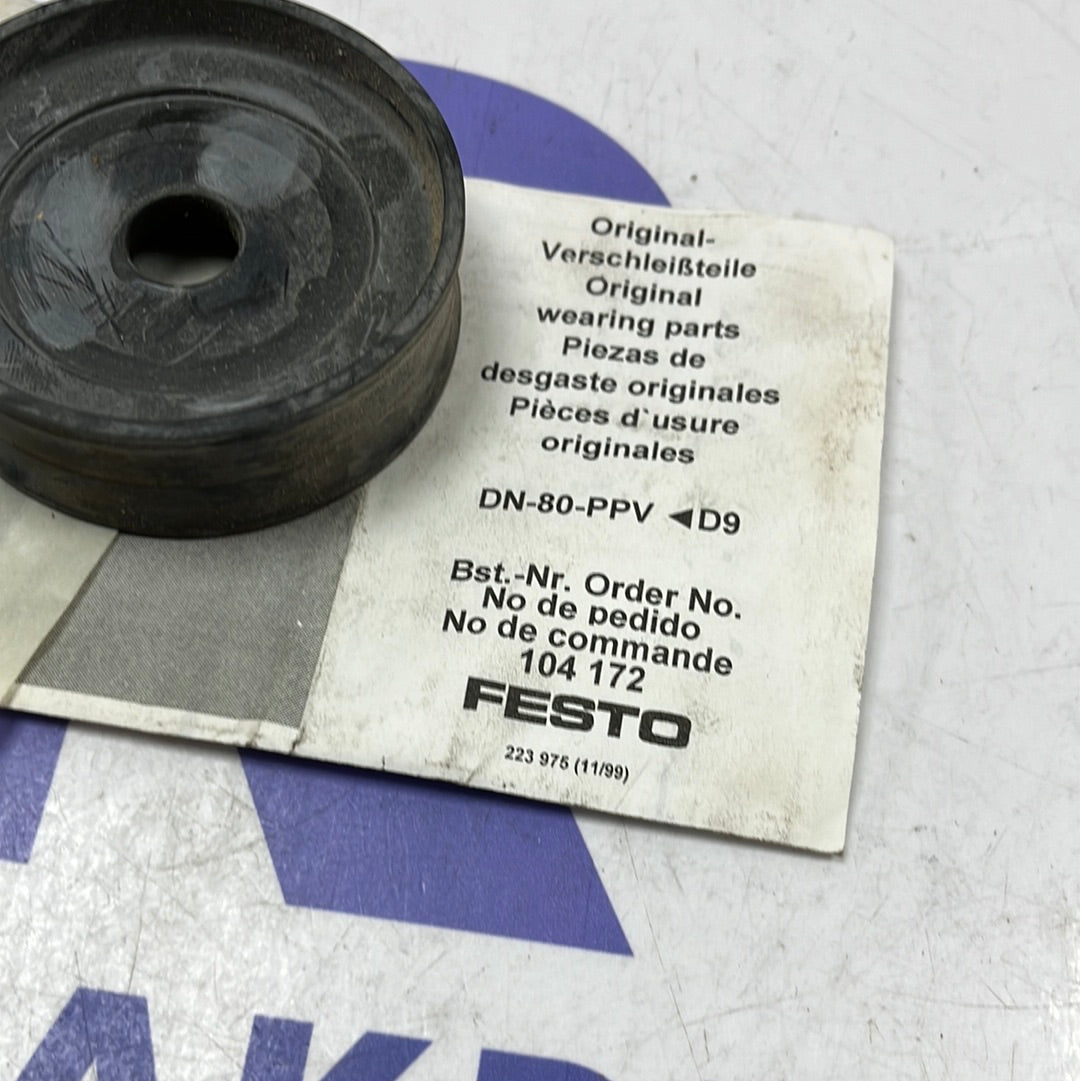 Original-
Verschleißteile
Original
wearing parts
Piezas de
desgaste originales
Pièces d`usure
originales
DN-80-PPV ◄D9
Bst.-Nr. Order No.
No de pedido
No de commande
104 172
FESTO
223 975 (11/99)